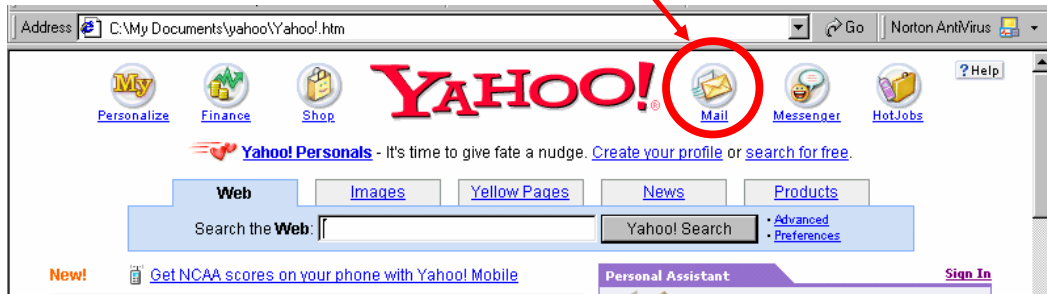 Address C:\My Documents\yahoo\Yahoo!.htm Go Norton AntiVirus
My YAHOO! ? Help
Personalize Finance Shop Mail Messenger HotJobs
Yahoo! Personals - It's time to give fate a nudge. Create your profile or search for free.
Web Images Yellow Pages News Products
Search the Web: Yahoo! Search · Advanced
· Preferences
New! Get NCAA scores on your phone with Yahoo! Mobile Personal Assistant Sign In